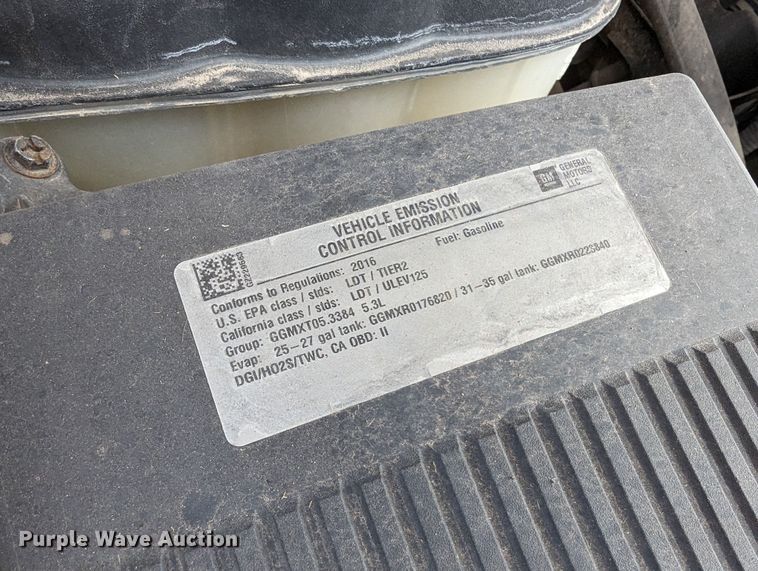 GM
GENERAL
MOTORS
LLC
VEHICLE EMISSION
CONTROL INFORMATION
Conforms to Regulations: 2016 Fuel: Gasoline
U.S. EPA class / stds: LDT / TIER2
California class / stds: LDT / ULEV125
Group: GGMXT05.3384 5.3L
Evap: 25-27 gal tank: GGMXR0176820 / 31-35 gal tank: GGMXR022S840
DGI/HO2S/TWC, CA OBD: II
Purple Wave Auction